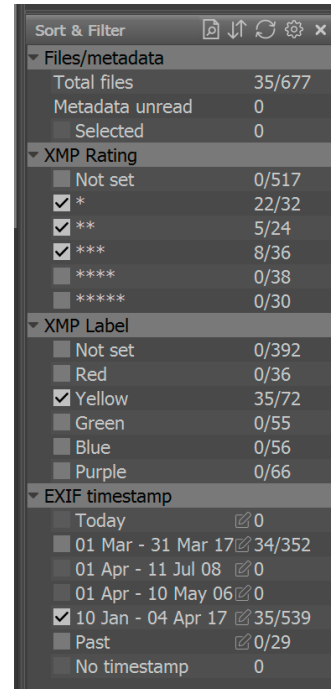 Sort & Filter
Files/metadata
Total files 35/677
Metadata unread 0
Selected 0
XMP Rating
Not set 0/517
* 22/32
** 5/24
*** 8/36
**** 0/38
***** 0/30
XMP Label
Not set 0/392
Red 0/36
Yellow 35/72
Green 0/55
Blue 0/56
Purple 0/66
EXIF timestamp
Today 0
01 Mar - 31 Mar 17 34/352
01 Apr - 11 Jul 08 0
01 Apr - 10 May 06 0
10 Jan - 04 Apr 17 35/539
Past 0/29
No timestamp 0